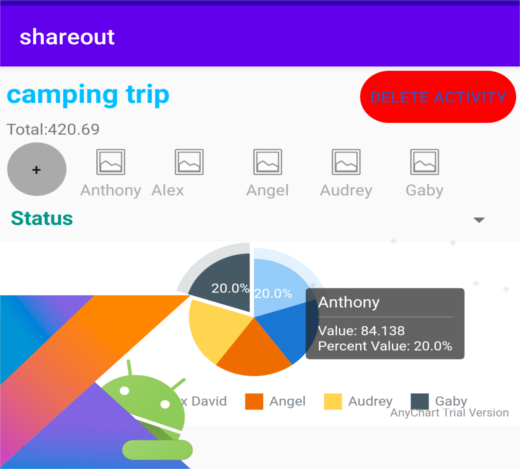 shareout
camping trip
DELETE ACTIVITY
Total:420.69
+
Anthony Alex Angel Audrey Gaby
Status
20.0% 20.0%
Anthony
Value: 84.138
Percent Value: 20.0%
x David Angel Audrey Gaby
AnyChart Trial Version